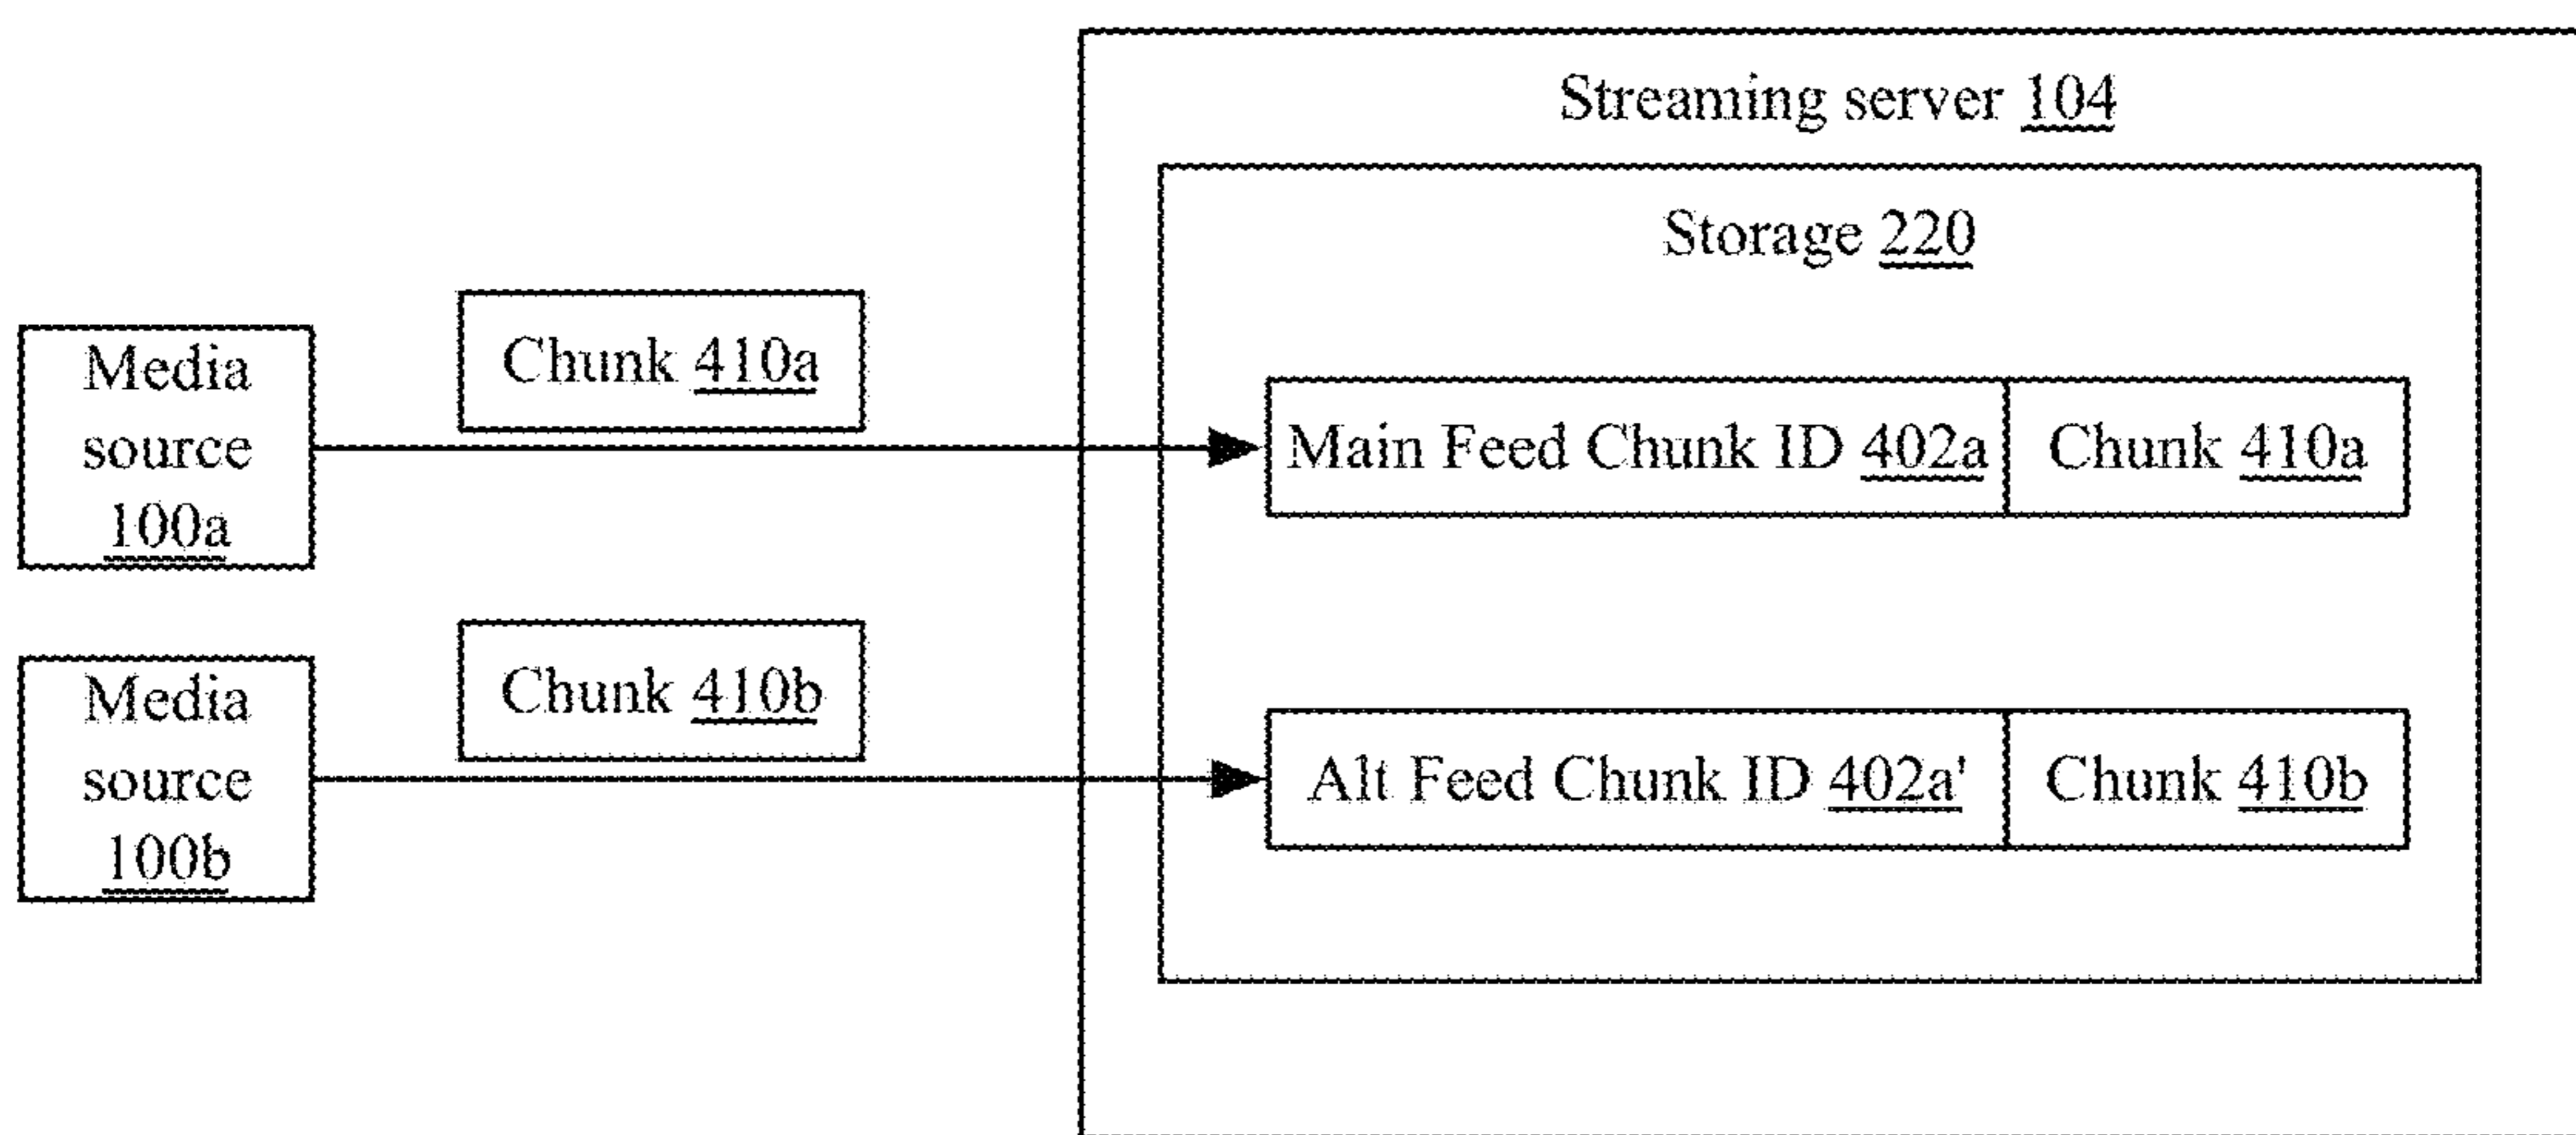 Streaming server 104
Storage 220
Media
source
100a
Chunk 410a
Main Feed Chunk ID 402a
Chunk 410a
Media
source
100b
Chunk 410b
Alt Feed Chunk ID 402a'
Chunk 410b